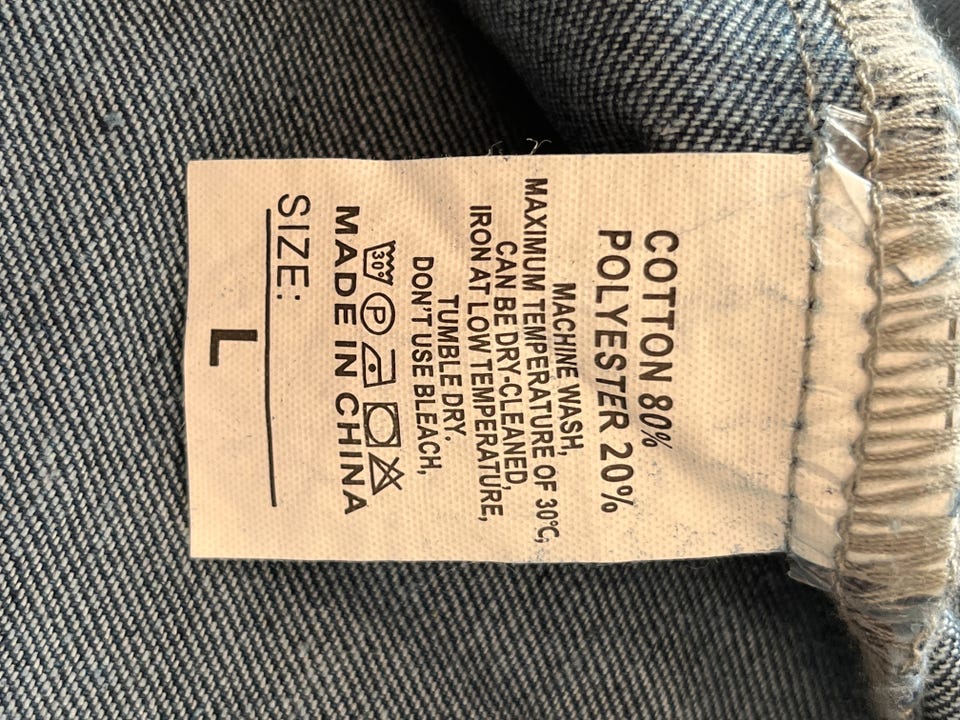 COTTON 80%
POLYESTER 20%
MACHINE WASH,
MAXIMUM TEMPERATURE OF 30℃,
CAN BE DRY-CLEANED,
IRON AT LOW TEMPERATURE,
TUMBLE DRY.
DON'T USE BLEACH,
30° P
MADE IN CHINA
SIZE:
L